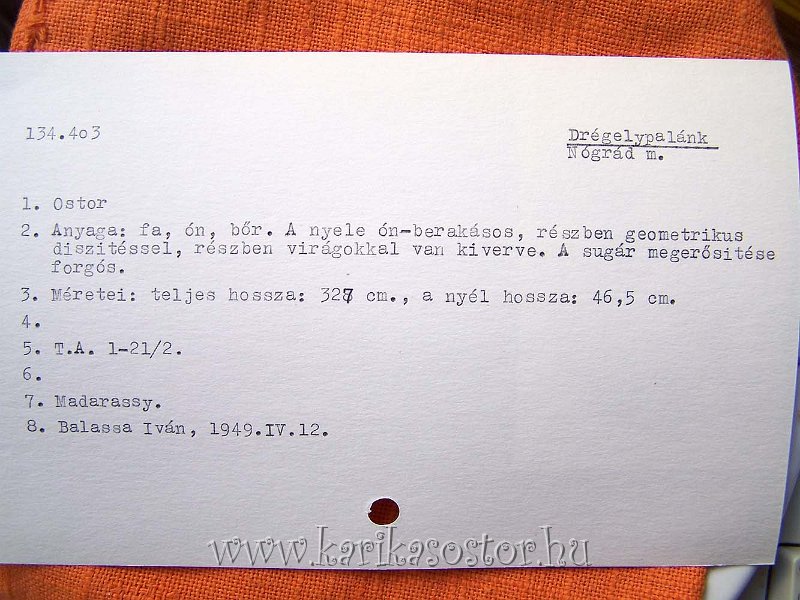 134.4o3
Drégelypalánk
Nógrád m.
1. Ostor
2. Anyaga: fa, ón, bőr. A nyele ón-berakásos, részben geometrikus
diszitéssel, részben virágokkal van kiverve. A sugár megerősitése
forgós.
3. Méretei: teljes hossza: 327 cm., a nyél hossza: 46,5 cm.
4.
5. T.A. 1-21/2.
6.
7. Madarassy.
8. Balassa Iván, 1949.IV.12.
www.karikasostor.hu